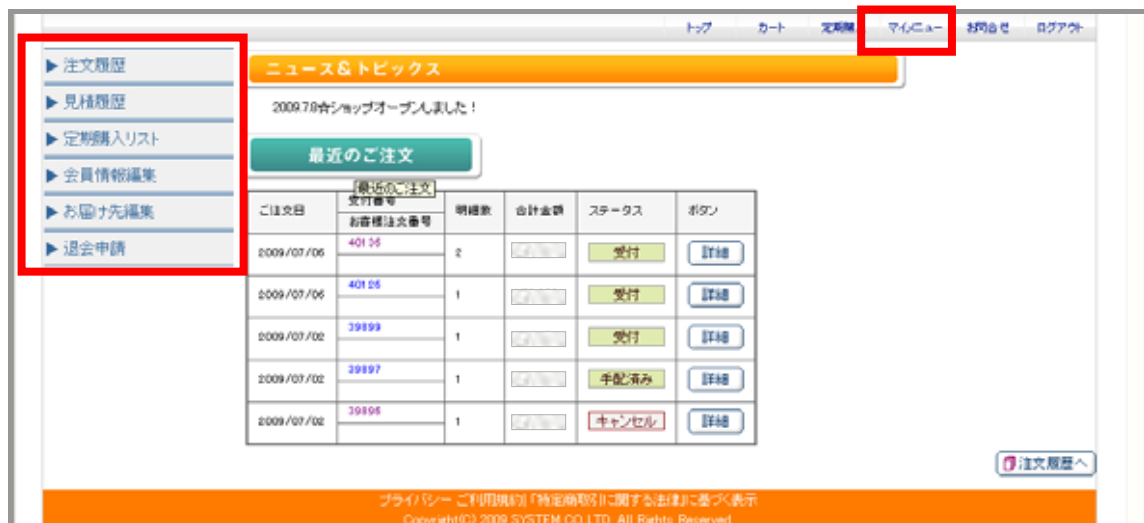 トップ カート 定期購 マイメニュー お問合せ ログアウト
▶注文履歴
▶見積履歴
▶定期購入リスト
▶会員情報編集
▶お届け先編集
▶退会申請
ニュース&トピックス
2009.7.8☆ショップオープンしました!
最近のご注文
最近のご注文
ご注文日 受付番号 明細数 合計金額 ステータス ボタン
お客様注文番号
2009/07/06 40136 2 受付 詳細
2009/07/06 40126 1 受付 詳細
2009/07/02 39899 1 受付 詳細
2009/07/02 39897 1 手配済み 詳細
2009/07/02 39896 1 キャンセル 詳細
注文履歴へ
プライバシー ご利用規約 「特定商取引に関する法律」に基づく表示
Copyright(C) 2009 SYSTEM CO.,LTD. All Rights Reserved.